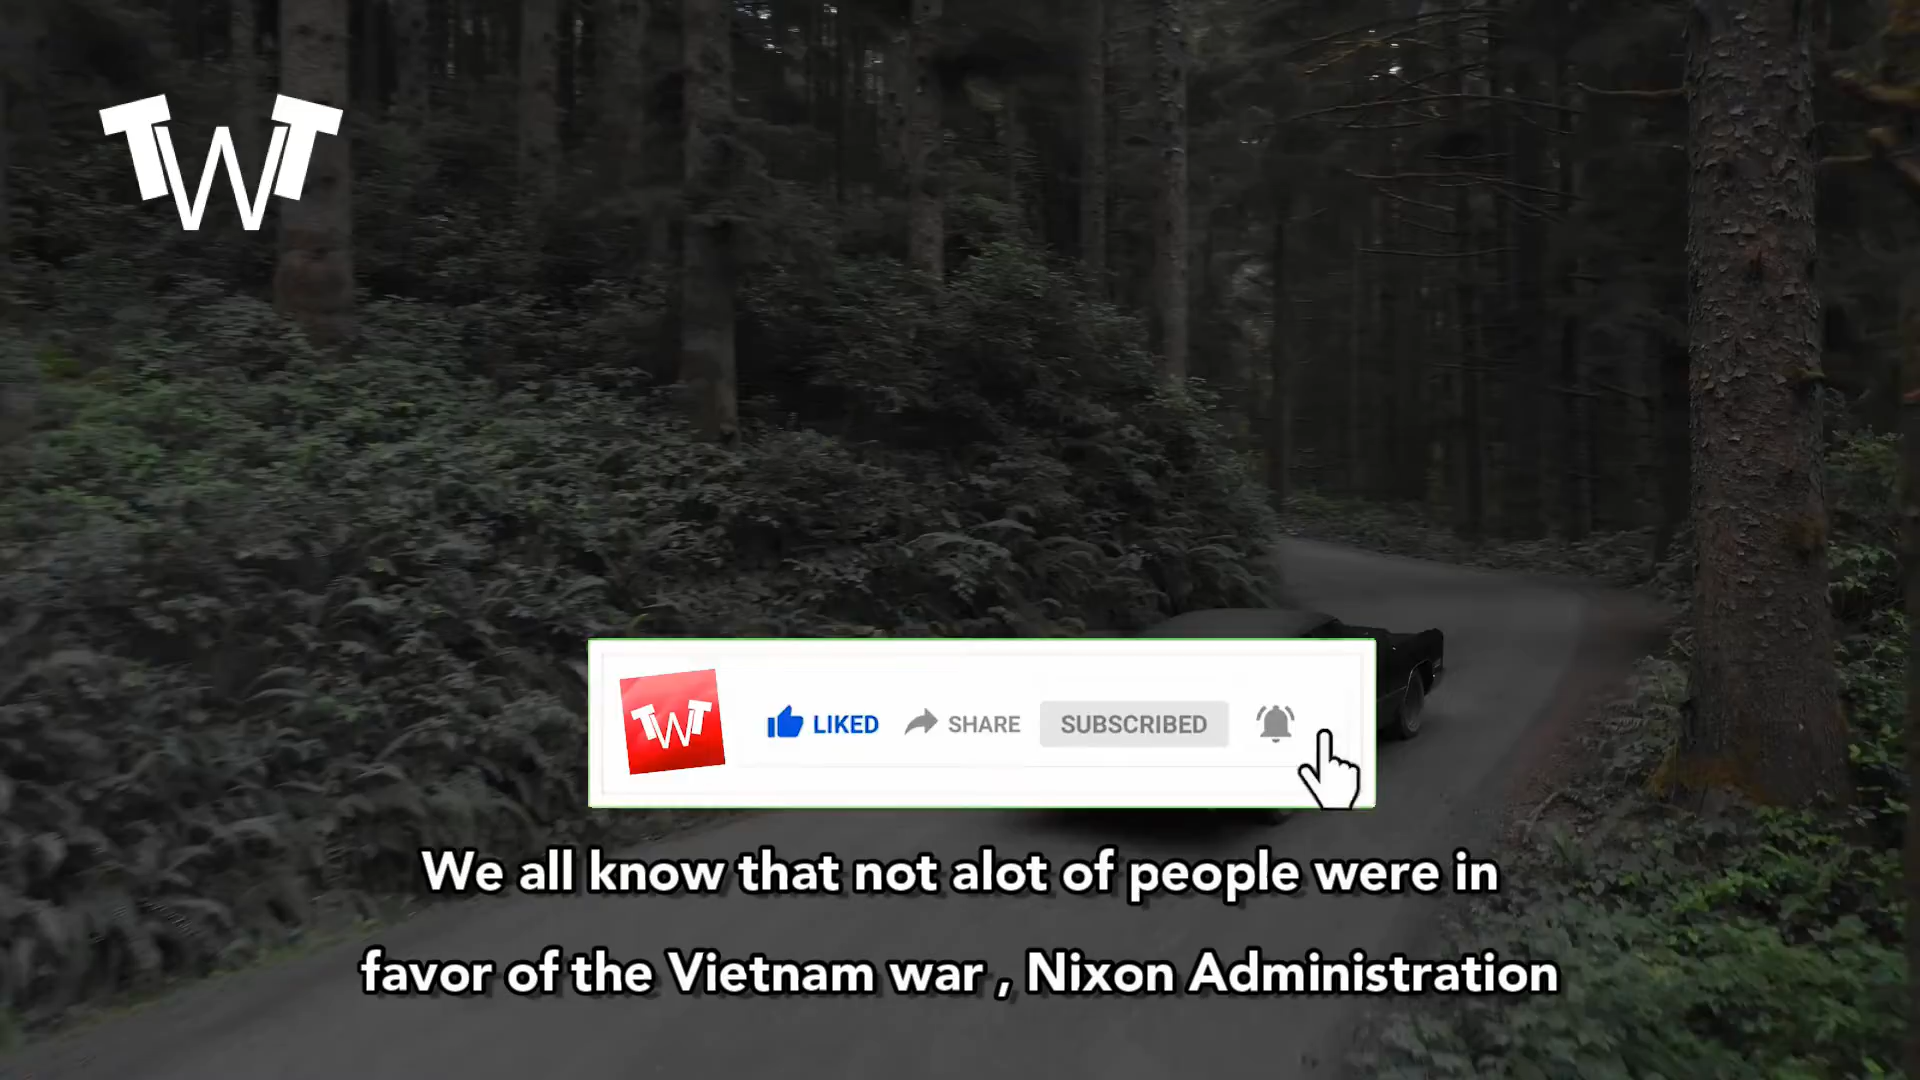 TWT
TWT LIKED SHARE SUBSCRIBED
We all know that not alot of people were in
favor of the Vietnam war , Nixon Administration